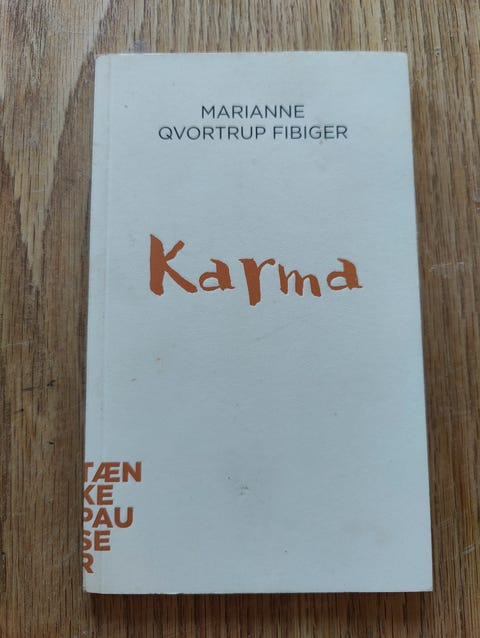 MARIANNE
QVORTRUP FIBIGER
Karma
TÆN
KE
PAU
SE
R